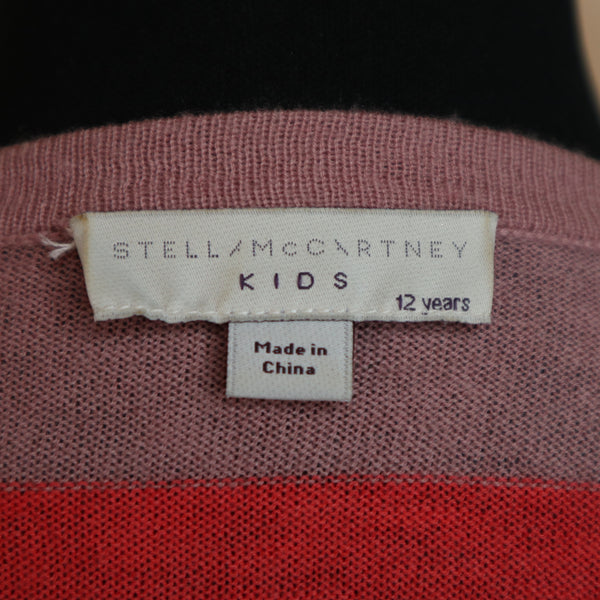 STELLA McCARTNEY
KIDS
12 years
Made in
China